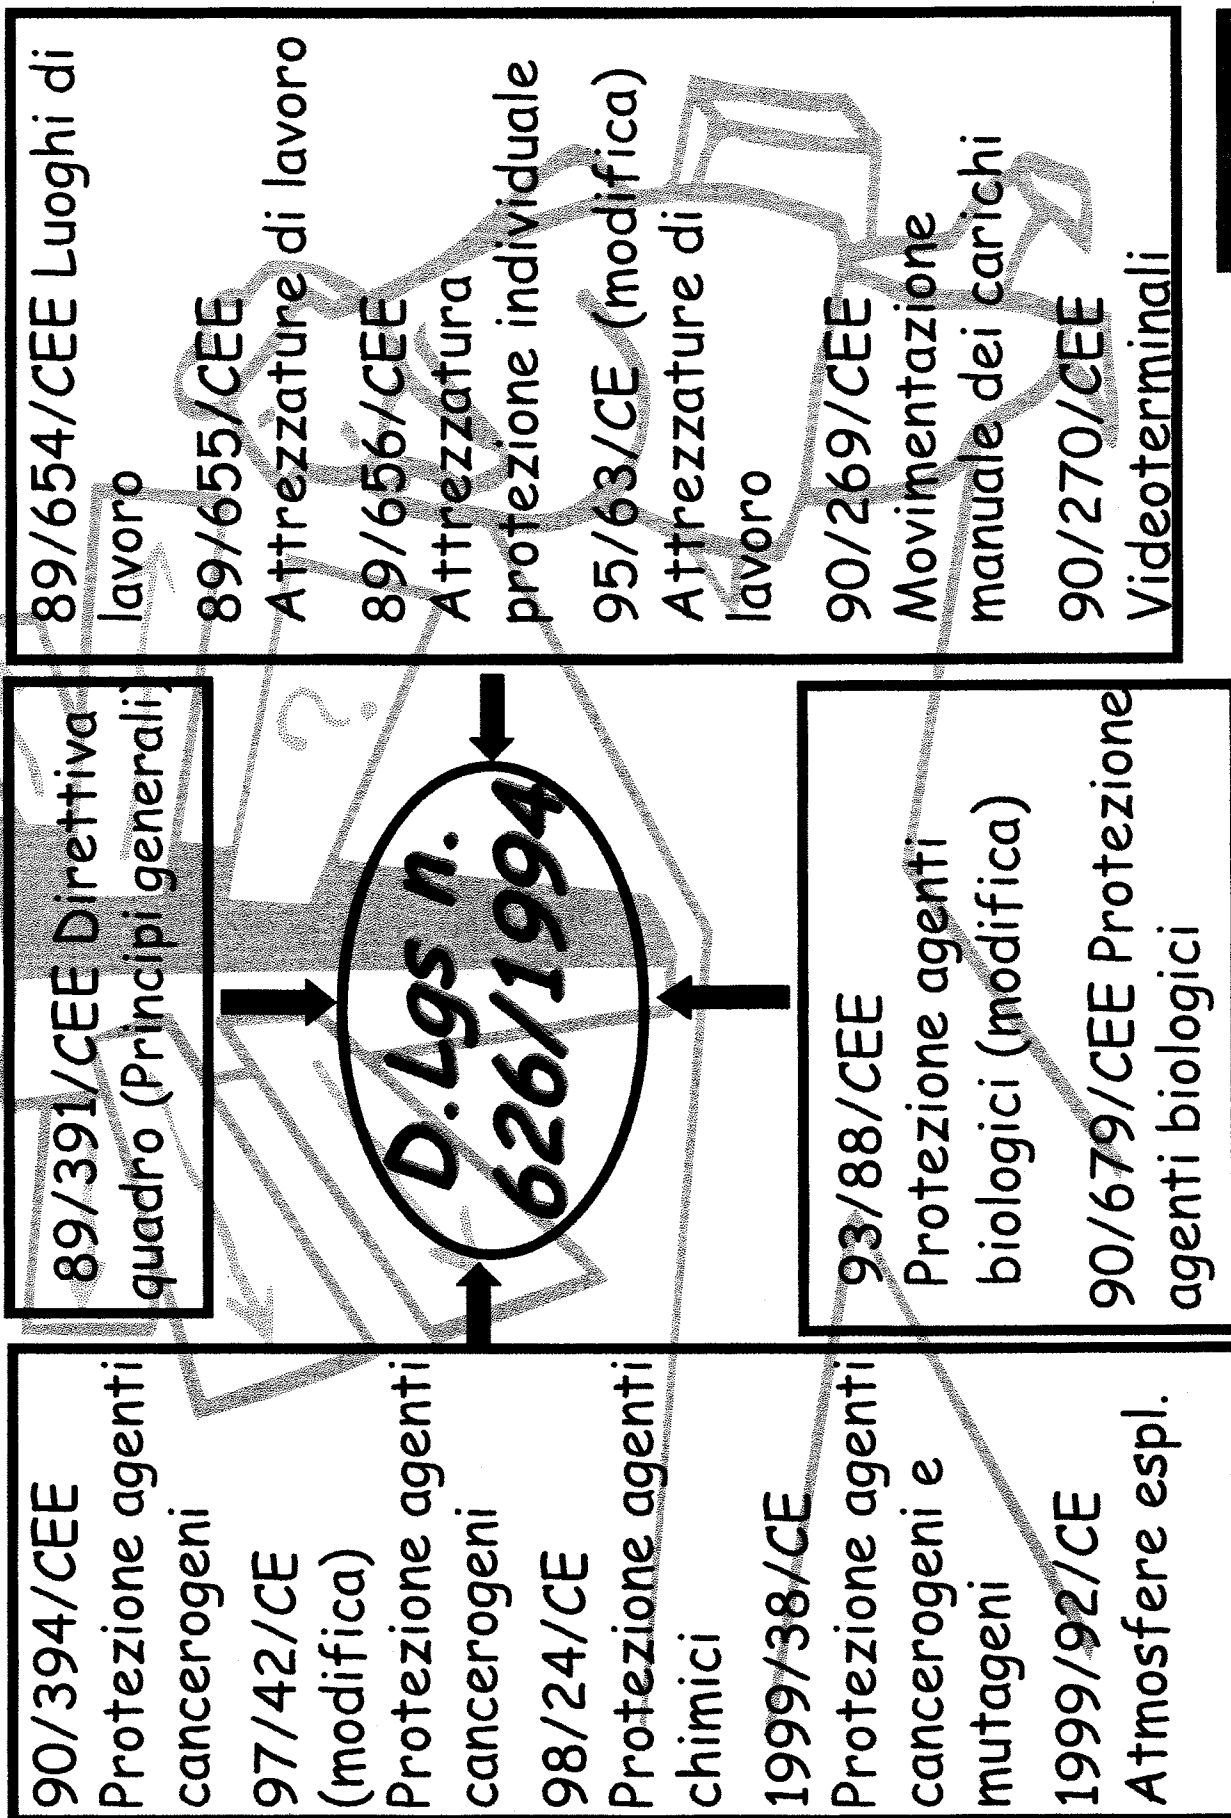 90/394/CEE
Protezione agenti
cancerogeni
97/42/CE
(modifica)
Protezione agenti
cancerogeni
98/24/CE
Protezione agenti
chimici
1999/38/CE
Protezione agenti
cancerogeni e
mutageni
1999/92/CE
Atmosfere espl.
89/391/CEE Direttiva
quadro (Principi generali)
D.Lgs n.
626/1994
93/88/CEE
Protezione agenti
biologici (modifica)
90/679/CEE Protezione
agenti biologici
89/654/CEE Luoghi di
lavoro
89/655/CEE
Attrezzature di lavoro
89/656/CEE
Attrezzatura
protezione individuale
95/63/CE (modifica)
Attrezzature di
lavoro
90/269/CEE
Movimentazione
manuale dei carichi
90/270/CEE
Videoterminali
?